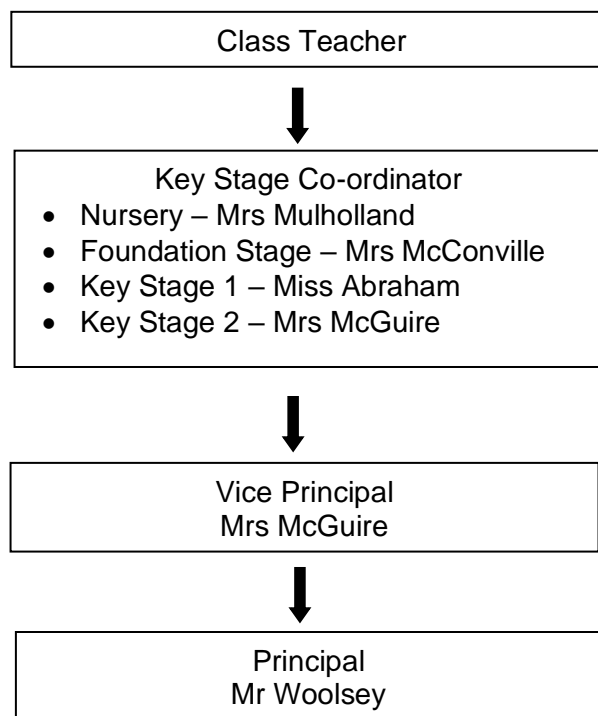 Class Teacher
Key Stage Co-ordinator
• Nursery – Mrs Mulholland
• Foundation Stage – Mrs McConville
• Key Stage 1 – Miss Abraham
• Key Stage 2 – Mrs McGuire
Vice Principal
Mrs McGuire
Principal
Mr Woolsey